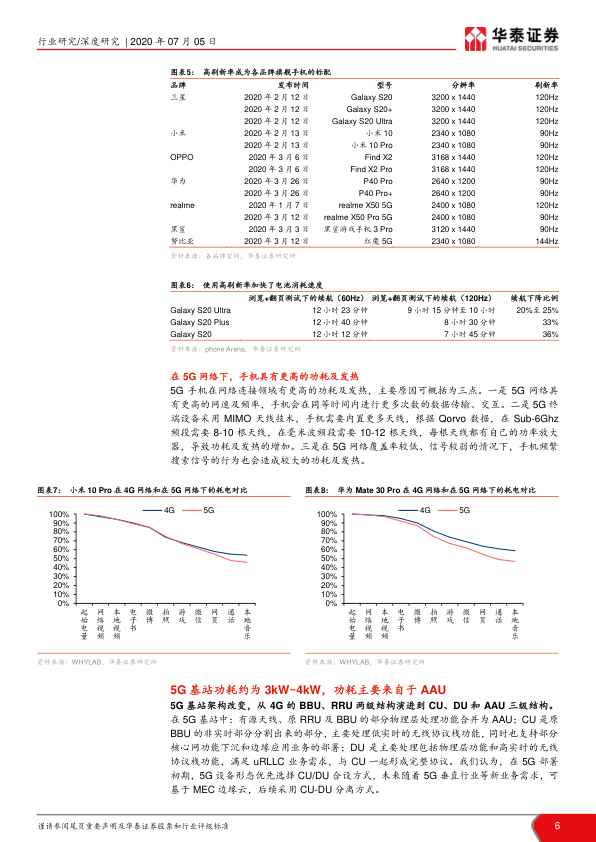 行业研究/深度研究 | 2020 年 07 月 05 日
华泰证券
HUATAI SECURITIES
图表5： 高刷新率成为各品牌旗舰手机的标配
品牌 发布时间 型号 分辨率 刷新率
三星 2020 年 2 月 12 日 Galaxy S20 3200 x 1440 120Hz
2020 年 2 月 12 日 Galaxy S20+ 3200 x 1440 120Hz
2020 年 2 月 12 日 Galaxy S20 Ultra 3200 x 1440 120Hz
小米 2020 年 2 月 13 日 小米 10 2340 x 1080 90Hz
2020 年 2 月 13 日 小米 10 Pro 2340 x 1080 90Hz
OPPO 2020 年 3 月 6 日 Find X2 3168 x 1440 120Hz
2020 年 3 月 6 日 Find X2 Pro 3168 x 1440 120Hz
华为 2020 年 3 月 26 日 P40 Pro 2640 x 1200 90Hz
2020 年 3 月 26 日 P40 Pro+ 2640 x 1200 90Hz
realme 2020 年 1 月 7 日 realme X50 5G 2400 x 1080 120Hz
2020 年 3 月 12 日 realme X50 Pro 5G 2400 x 1080 90Hz
黑鲨 2020 年 3 月 3 日 黑鲨游戏手机 3 Pro 3120 x 1440 90Hz
努比亚 2020 年 3 月 12 日 红魔 5G 2340 x 1080 144Hz
资料来源：各品牌官网，华泰证券研究所
图表6： 使用高刷新率加快了电池消耗速度
浏览+翻页测试下的续航（60Hz） 浏览+翻页测试下的续航（120Hz） 续航下降比例
Galaxy S20 Ultra 12 小时 23 分钟 9 小时 15 分钟至 10 小时 20%至 25%
Galaxy S20 Plus 12 小时 40 分钟 8 小时 30 分钟 33%
Galaxy S20 12 小时 12 分钟 7 小时 45 分钟 36%
资料来源：phone Arena，华泰证券研究所
在 5G 网络下，手机具有更高的功耗及发热
5G 手机在网络连接领域有更高的功耗及发热，主要原因可概括为三点。一是 5G 网络具
有更高的网速及频率，手机会在同等时间内进行更多次数的数据传输、交互。二是 5G 终
端设备采用 MIMO 天线技术，手机需要内置更多天线，根据 Qorvo 数据，在 Sub-6Ghz
频段需要 8-10 根天线，在毫米波频段需要 10-12 根天线，每根天线都有自己的功率放大
器，导致功耗及发热的增加。三是在 5G 网络覆盖率较低、信号较弱的情况下，手机频繁
搜索信号的行为也会造成较大的功耗及发热。
图表7： 小米 10 Pro 在 4G 网络和在 5G 网络下的耗电对比
4G 5G
100%
90%
80%
70%
60%
50%
40%
30%
20%
10%
0%
起始电量 网络视频 本地视频 电子书 微博 拍照 游戏 微信 网页 通话 本地音乐
资料来源：WHYLAB，华泰证券研究所
图表8： 华为 Mate 30 Pro 在 4G 网络和在 5G 网络下的耗电对比
4G 5G
100%
90%
80%
70%
60%
50%
40%
30%
20%
10%
0%
起始电量 网络视频 本地视频 电子书 微博 拍照 游戏 微信 网页 通话 本地音乐
资料来源：WHYLAB，华泰证券研究所
5G 基站功耗约为 3kW~4kW，功耗主要来自于 AAU
5G 基站架构改变，从 4G 的 BBU、RRU 两级结构演进到 CU、DU 和 AAU 三级结构。
在 5G 基站中：有源天线、原 RRU 及 BBU 的部分物理层处理功能合并为 AAU；CU 是原
BBU 的非实时部分分割出来的部分，主要处理低实时的无线协议栈功能，同时也支持部分
核心网功能下沉和边缘应用业务的部署；DU 是主要处理包括物理层功能和高实时的无线
协议栈功能，满足 uRLLC 业务需求，与 CU 一起形成完整协议。我们认为，在 5G 部署
初期，5G 设备形态优先选择 CU/DU 合设方式，未来随着 5G 垂直行业等新业务需求，可
基于 MEC 边缘云，后续采用 CU-DU 分离方式。
谨请参阅尾页重要声明及华泰证券股票和行业评级标准
6